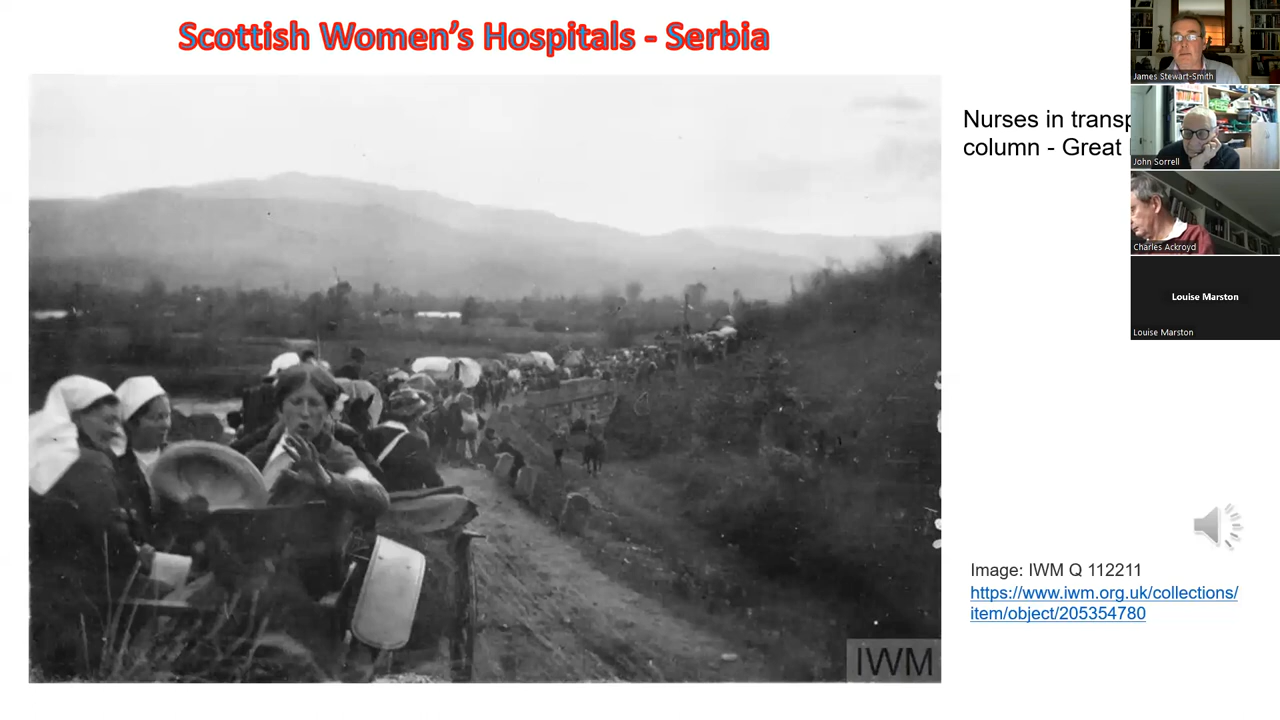 Scottish Women's Hospitals - Serbia
Nurses in
column - Great
James Stewart-Smith
John Sorrell
Charles Ackroyd
Louise Marston
Louise Marston
Image: IWM Q 112211
https://www.iwm.org.uk/collections/
item/object/205354780
IWM